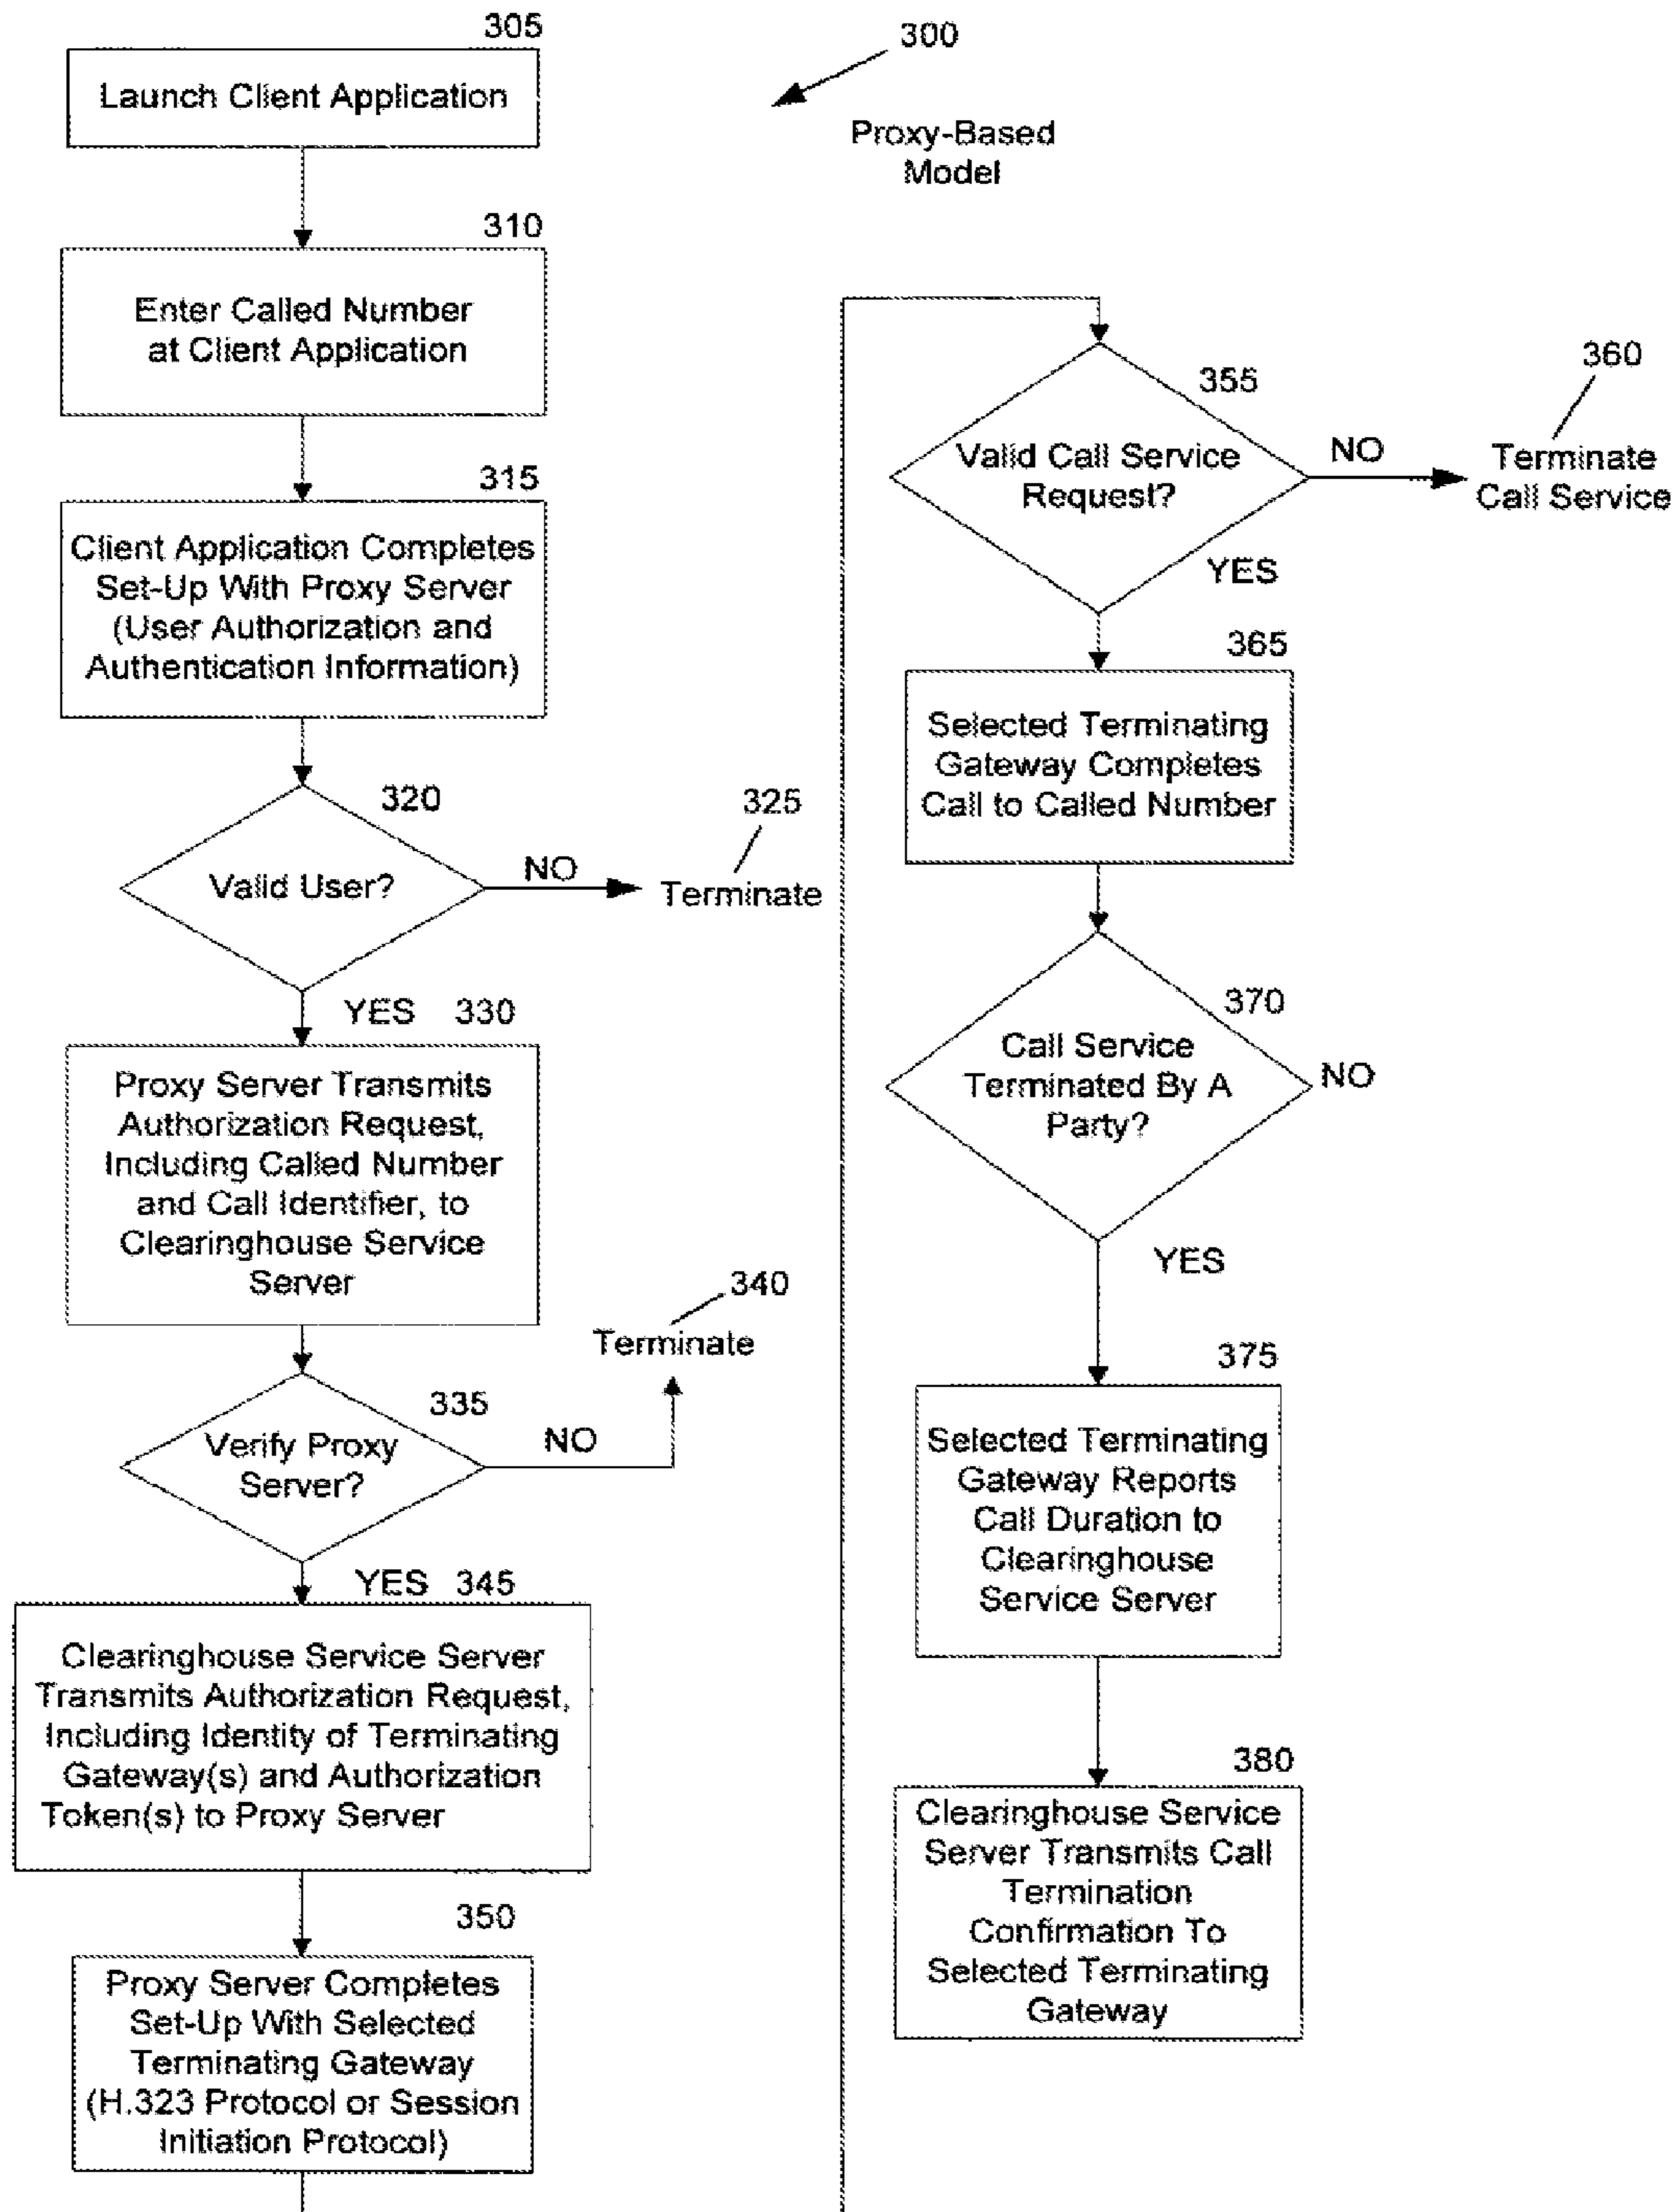 305
Launch Client Application
300
Proxy-Based
Model
310
Enter Called Number
at Client Application
315
Client Application Completes
Set-Up With Proxy Server
(User Authorization and
Authentication Information)
320
Valid User?
NO
325
Terminate
YES 330
Proxy Server Transmits
Authorization Request,
Including Called Number
and Call Identifier, to
Clearinghouse Service
Server
335
Verify Proxy
Server?
NO
340
Terminate
YES 345
Clearinghouse Service Server
Transmits Authorization Request,
Including Identity of Terminating
Gateway(s) and Authorization
Token(s) to Proxy Server
350
Proxy Server Completes
Set-Up With Selected
Terminating Gateway
(H.323 Protocol or Session
Initiation Protocol)
355
Valid Call Service
Request?
NO
360
Terminate
Call Service
YES
365
Selected Terminating
Gateway Completes
Call to Called Number
370
Call Service
Terminated By A
Party?
NO
YES
375
Selected Terminating
Gateway Reports
Call Duration to
Clearinghouse
Service Server
380
Clearinghouse Service
Server Transmits Call
Termination
Confirmation To
Selected Terminating
Gateway